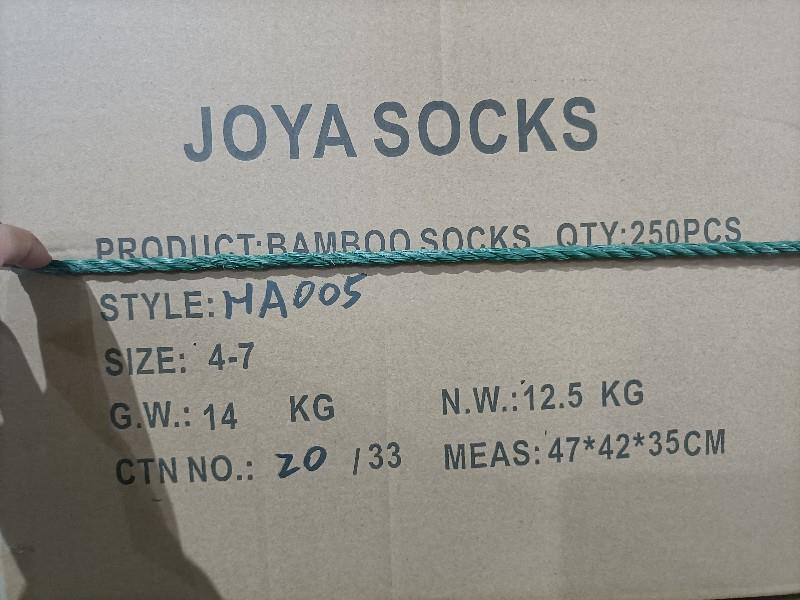 JOYA SOCKS
PRODUCT:BAMBOO SOCKS QTY:250PCS
STYLE: MA005
SIZE: 4-7
G.W.: 14 KG N.W.:12.5 KG
CTN NO.: 20 /33 MEAS:47*42*35CM